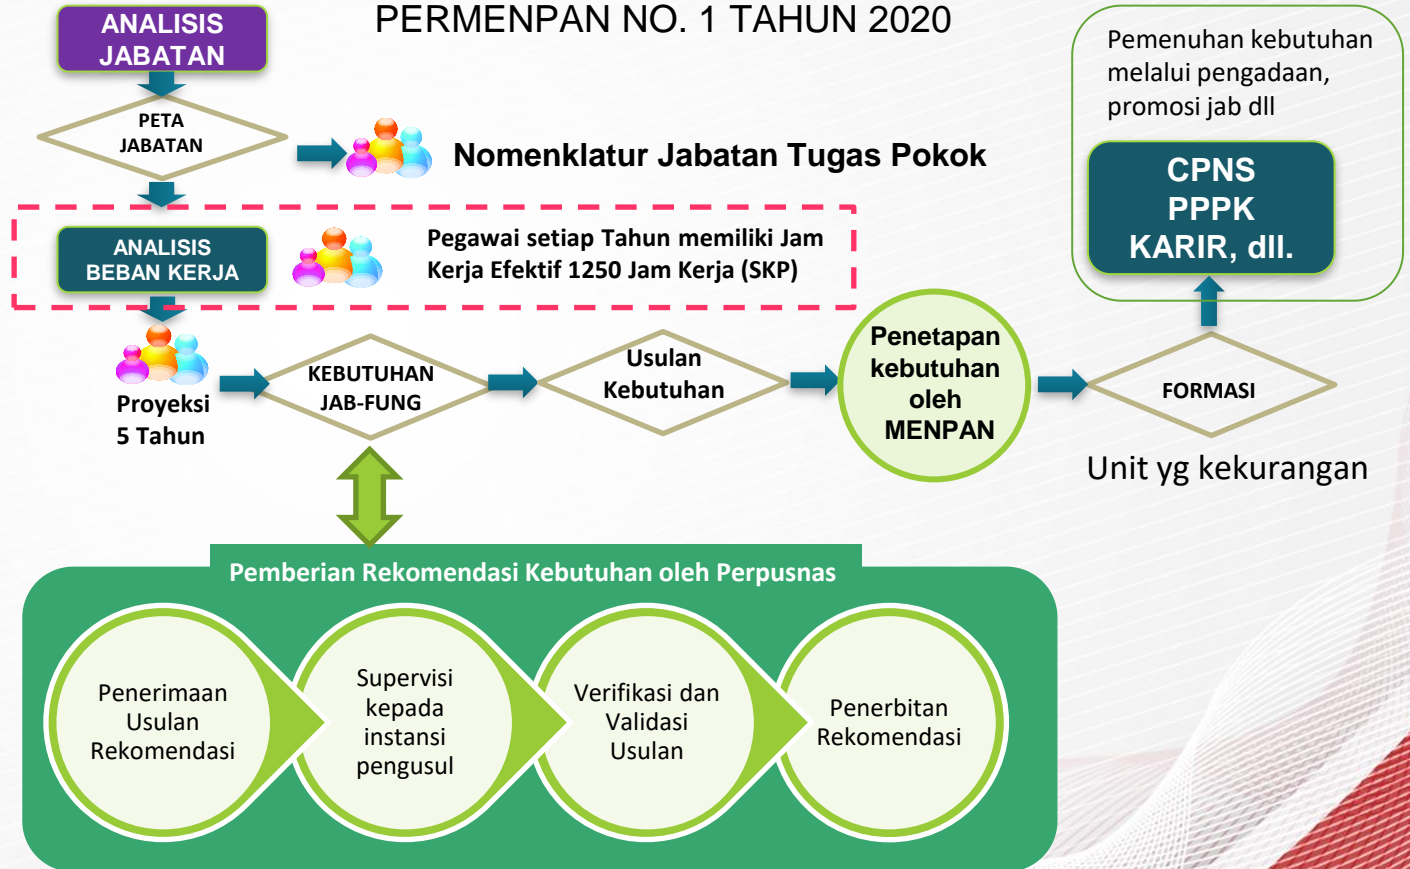 PERMENPAN NO. 1 TAHUN 2020
ANALISIS
JABATAN
PETA
JABATAN
Nomenklatur Jabatan Tugas Pokok
ANALISIS
BEBAN KERJA
Pegawai setiap Tahun memiliki Jam
Kerja Efektif 1250 Jam Kerja (SKP)
Proyeksi
5 Tahun
KEBUTUHAN
JAB-FUNG
Usulan
Kebutuhan
Penetapan
kebutuhan
oleh
MENPAN
FORMASI
Unit yg kekurangan
Pemenuhan kebutuhan
melalui pengadaan,
promosi jab dll
CPNS
PPPK
KARIR, dll.
Pemberian Rekomendasi Kebutuhan oleh Perpusnas
Penerimaan
Usulan
Rekomendasi
Supervisi
kepada
instansi
pengusul
Verifikasi dan
Validasi
Usulan
Penerbitan
Rekomendasi